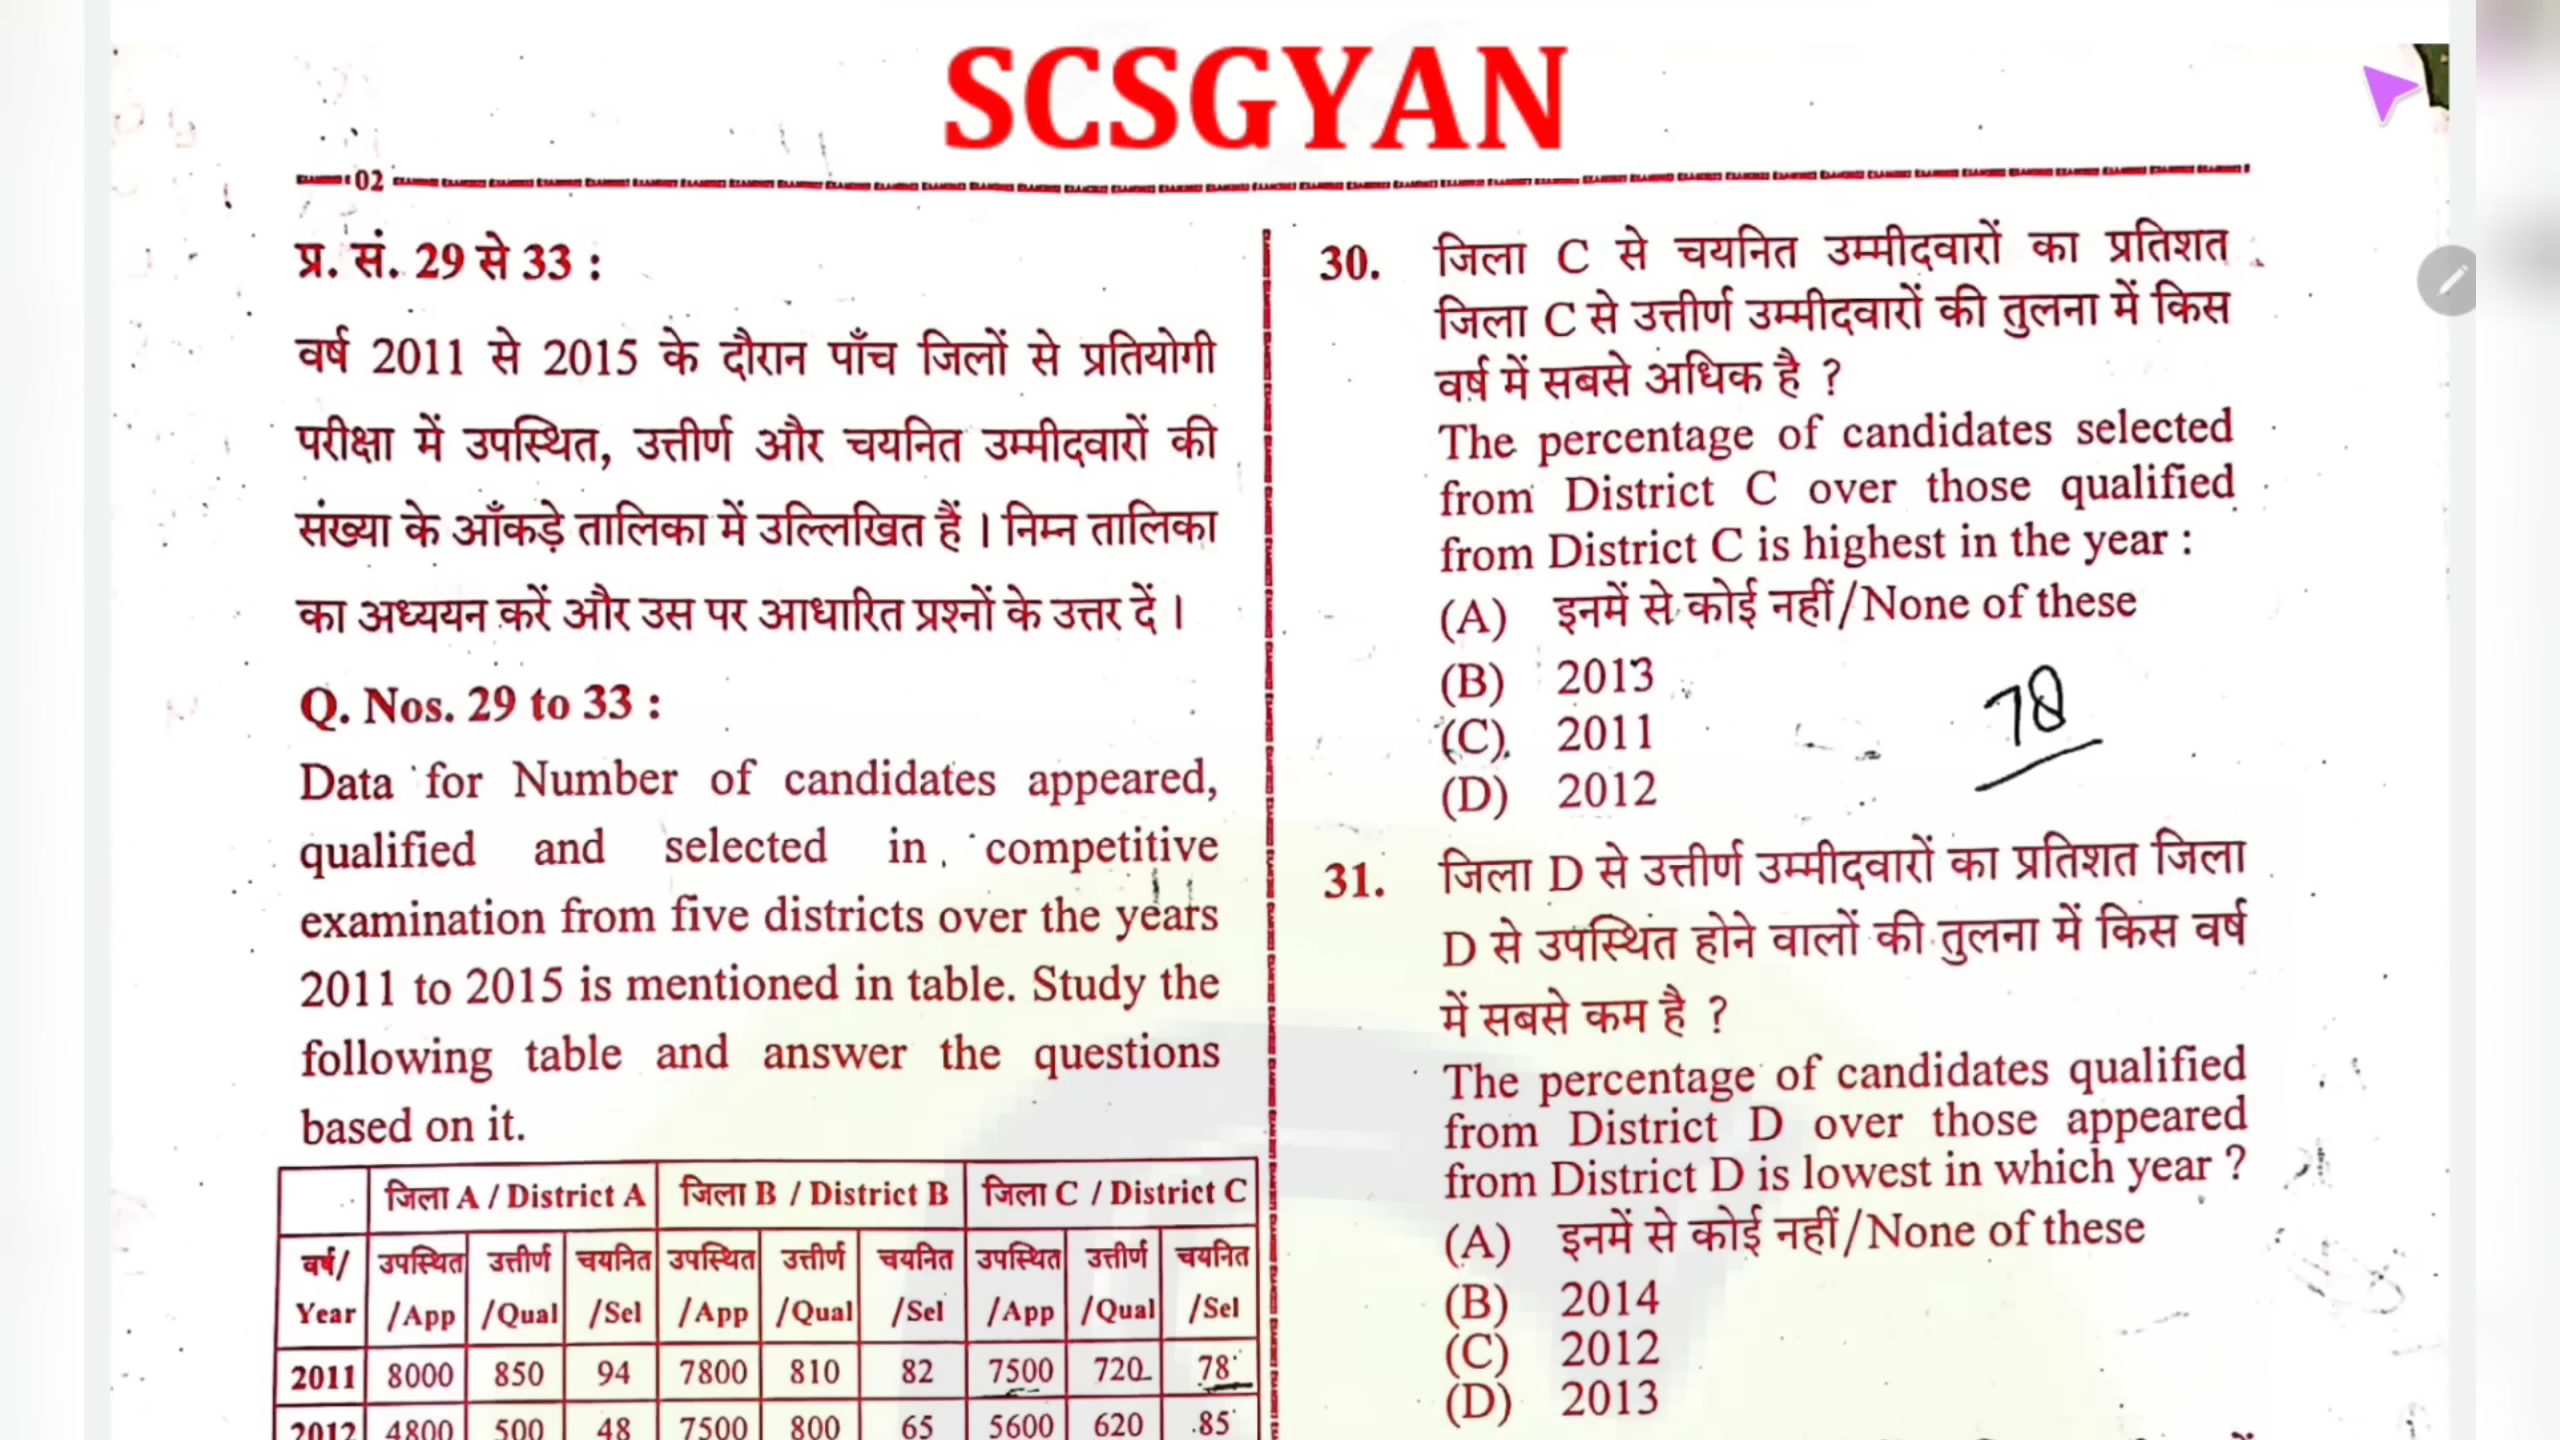 SCSGYAN
02
प्र. सं. 29 से 33 :
वर्ष 2011 से 2015 के दौरान पाँच जिलों से प्रतियोगी
परीक्षा में उपस्थित, उत्तीर्ण और चयनित उम्मीदवारों की
संख्या के आँकड़े तालिका में उल्लिखित हैं । निम्न तालिका
का अध्ययन करें और उस पर आधारित प्रश्नों के उत्तर दें ।
Q. Nos. 29 to 33 :
Data for Number of candidates appeared,
qualified and selected in competitive
examination from five districts over the years
2011 to 2015 is mentioned in table. Study the
following table and answer the questions
based on it.
जिला A / District A जिला B / District B जिला C / District C
वर्ष/ उपस्थित उत्तीर्ण चयनित उपस्थित उत्तीर्ण चयनित उपस्थित उत्तीर्ण चयनित
Year /App /Qual /Sel /App /Qual /Sel /App /Qual /Sel
2011 8000 850 94 7800 810 82 7500 720 78
2012 4800 500 48 7500 800 65 5600 620 85
30. जिला C से चयनित उम्मीदवारों का प्रतिशत
जिला C से उत्तीर्ण उम्मीदवारों की तुलना में किस
वर्ष में सबसे अधिक है ?
The percentage of candidates selected
from District C over those qualified
from District C is highest in the year :
(A) इनमें से कोई नहीं/None of these
(B) 2013
(C) 2011
(D) 2012
78
31. जिला D से उत्तीर्ण उम्मीदवारों का प्रतिशत जिला
D से उपस्थित होने वालों की तुलना में किस वर्ष
में सबसे कम है ?
The percentage of candidates qualified
from District D over those appeared
from District D is lowest in which year ?
(A) इनमें से कोई नहीं/None of these
(B) 2014
(C) 2012
(D) 2013